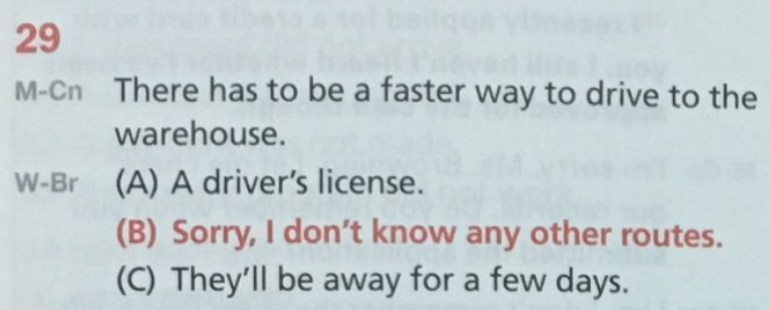 29
M-Cn There has to be a faster way to drive to the
warehouse.
W-Br (A) A driver's license.
(B) Sorry, I don't know any other routes.
(C) They'll be away for a few days.